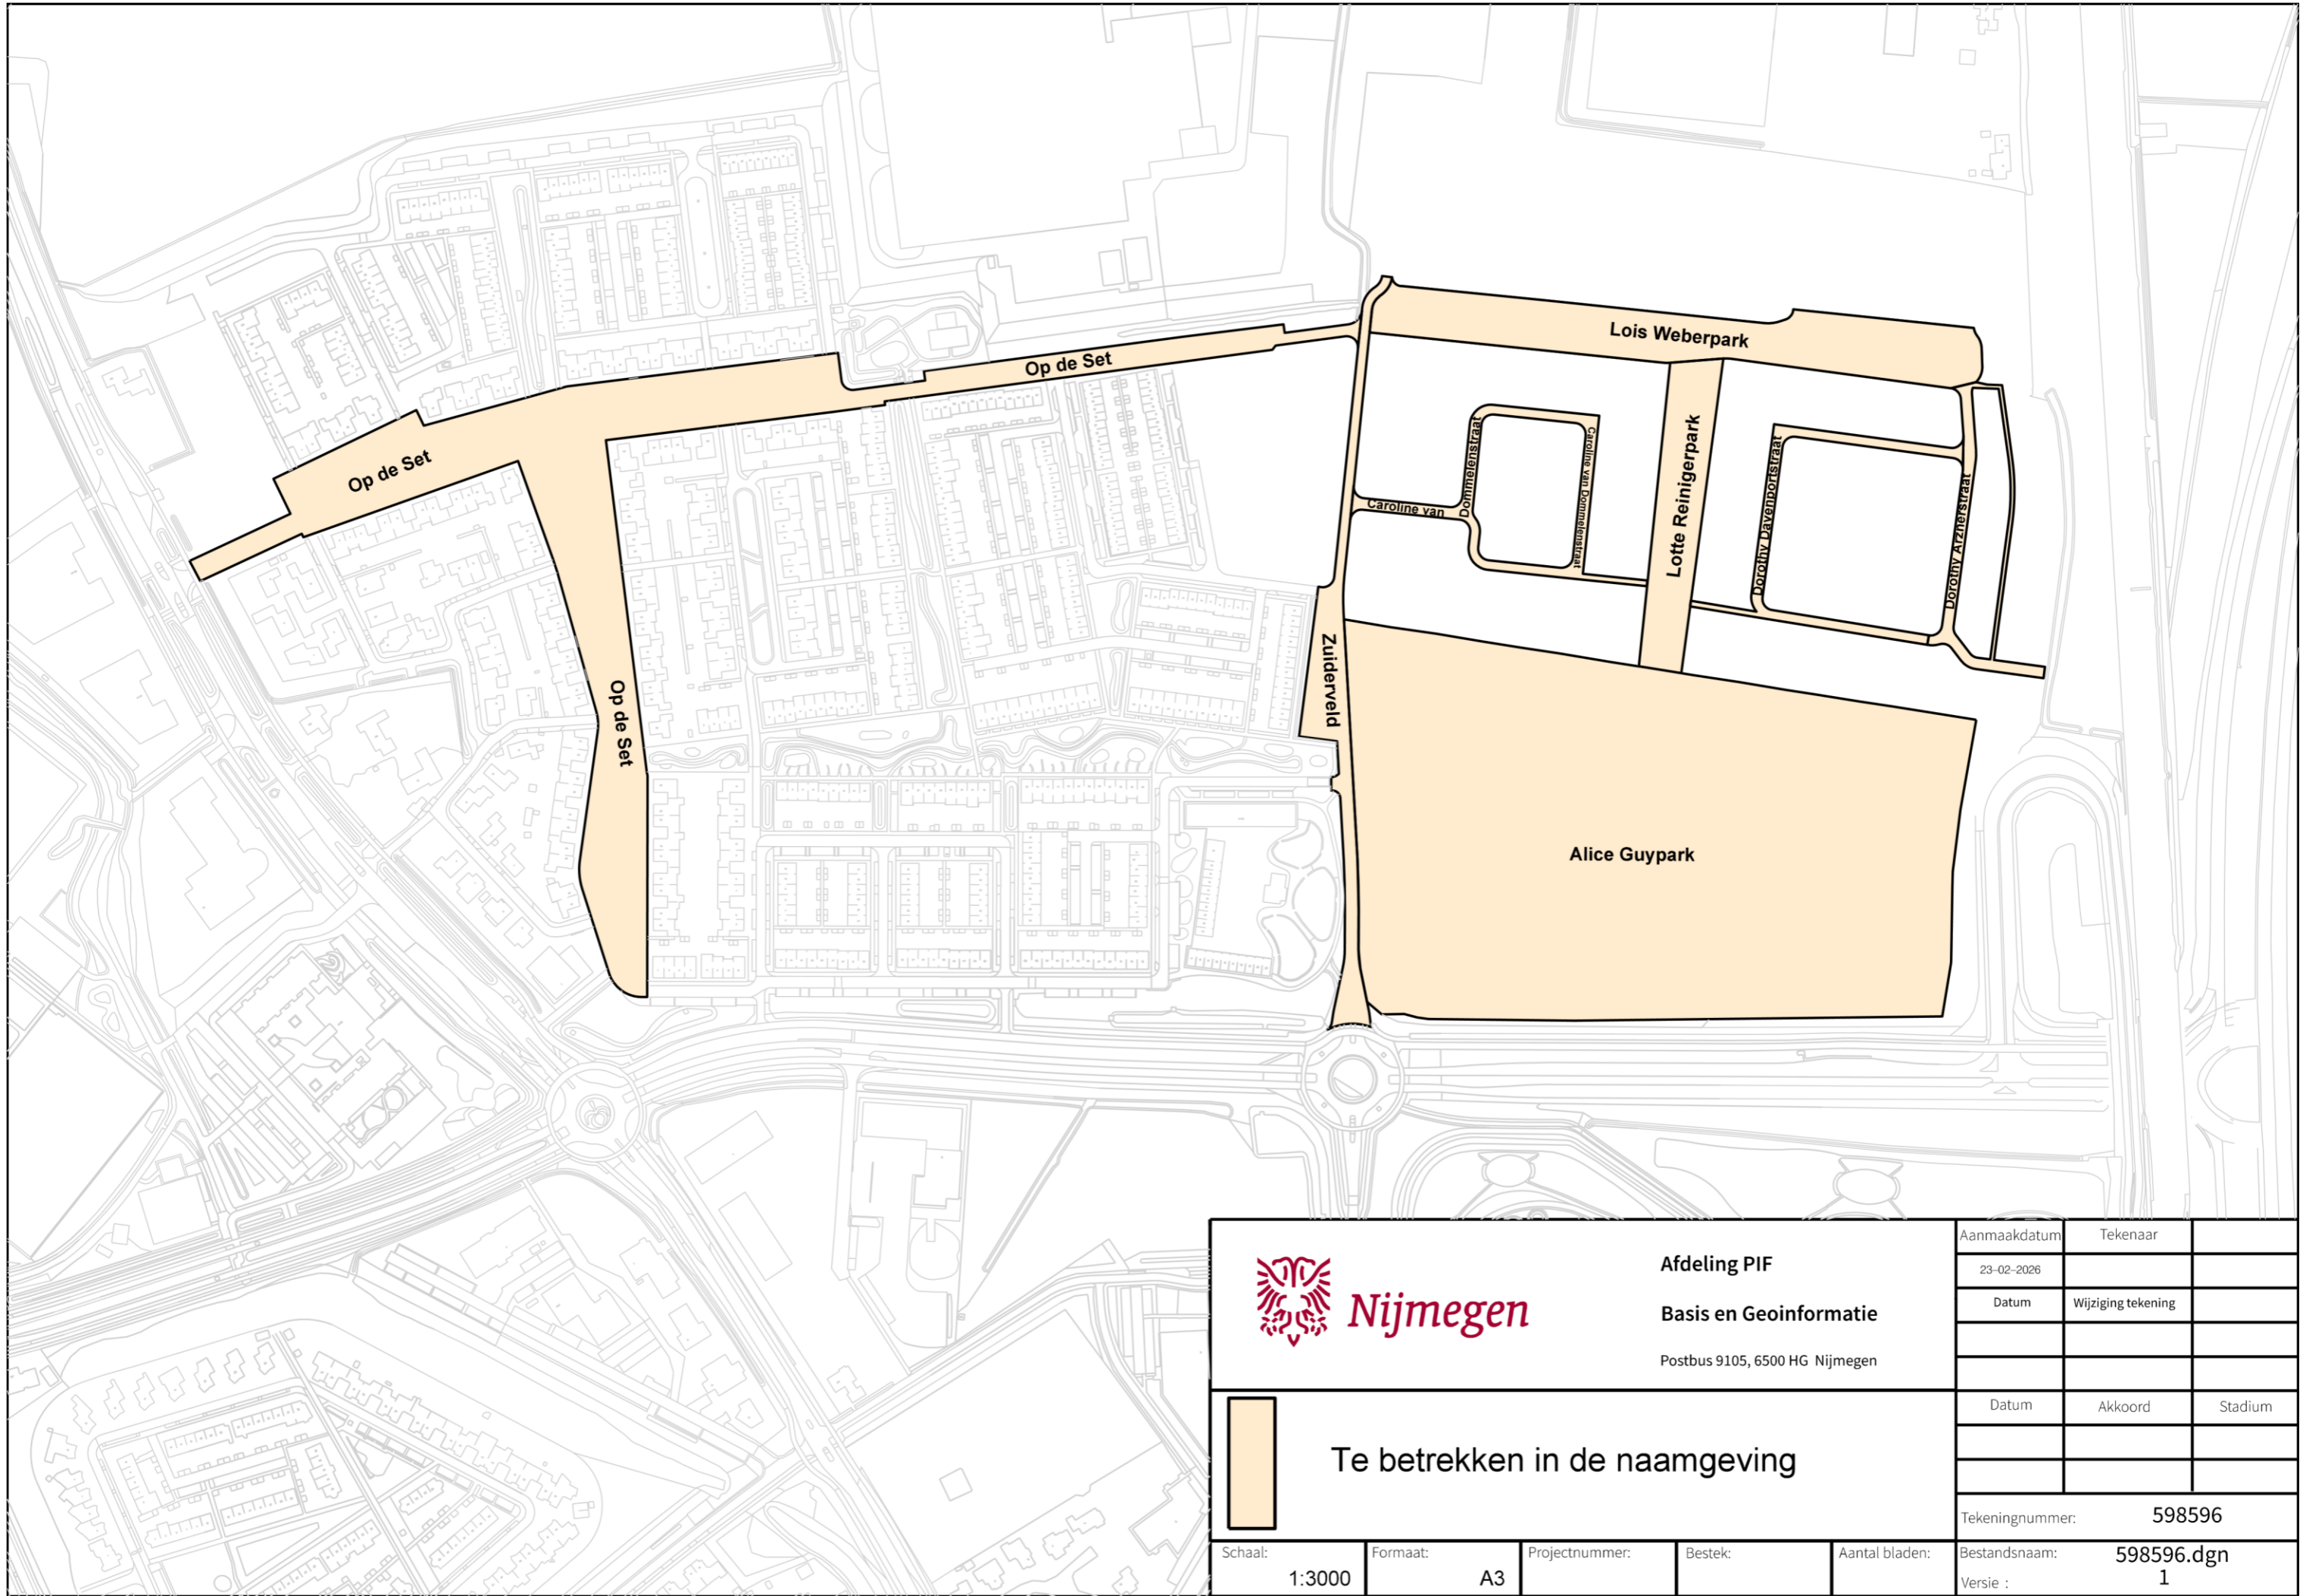 Lois Weberpark
Op de Set
Op de Set
Op de Set
Caroline van
Dommelenstraat
Caroline van Dommelenstraat
Lotte Reinigerpark
Dorothy Davenportstraat
Dorothy Arznerstraat
Zuiderveld
Alice Guypark
Nijmegen
Afdeling PIF
Basis en Geoinformatie
Postbus 9105, 6500 HG Nijmegen
Aanmaakdatum Tekenaar
23-02-2026
Datum Wijziging tekening
Datum Akkoord Stadium
Te betrekken in de naamgeving
Tekeningnummer: 598596
Schaal: 1:3000
Formaat: A3
Projectnummer:
Bestek:
Aantal bladen:
Bestandsnaam: 598596.dgn
Versie : 1